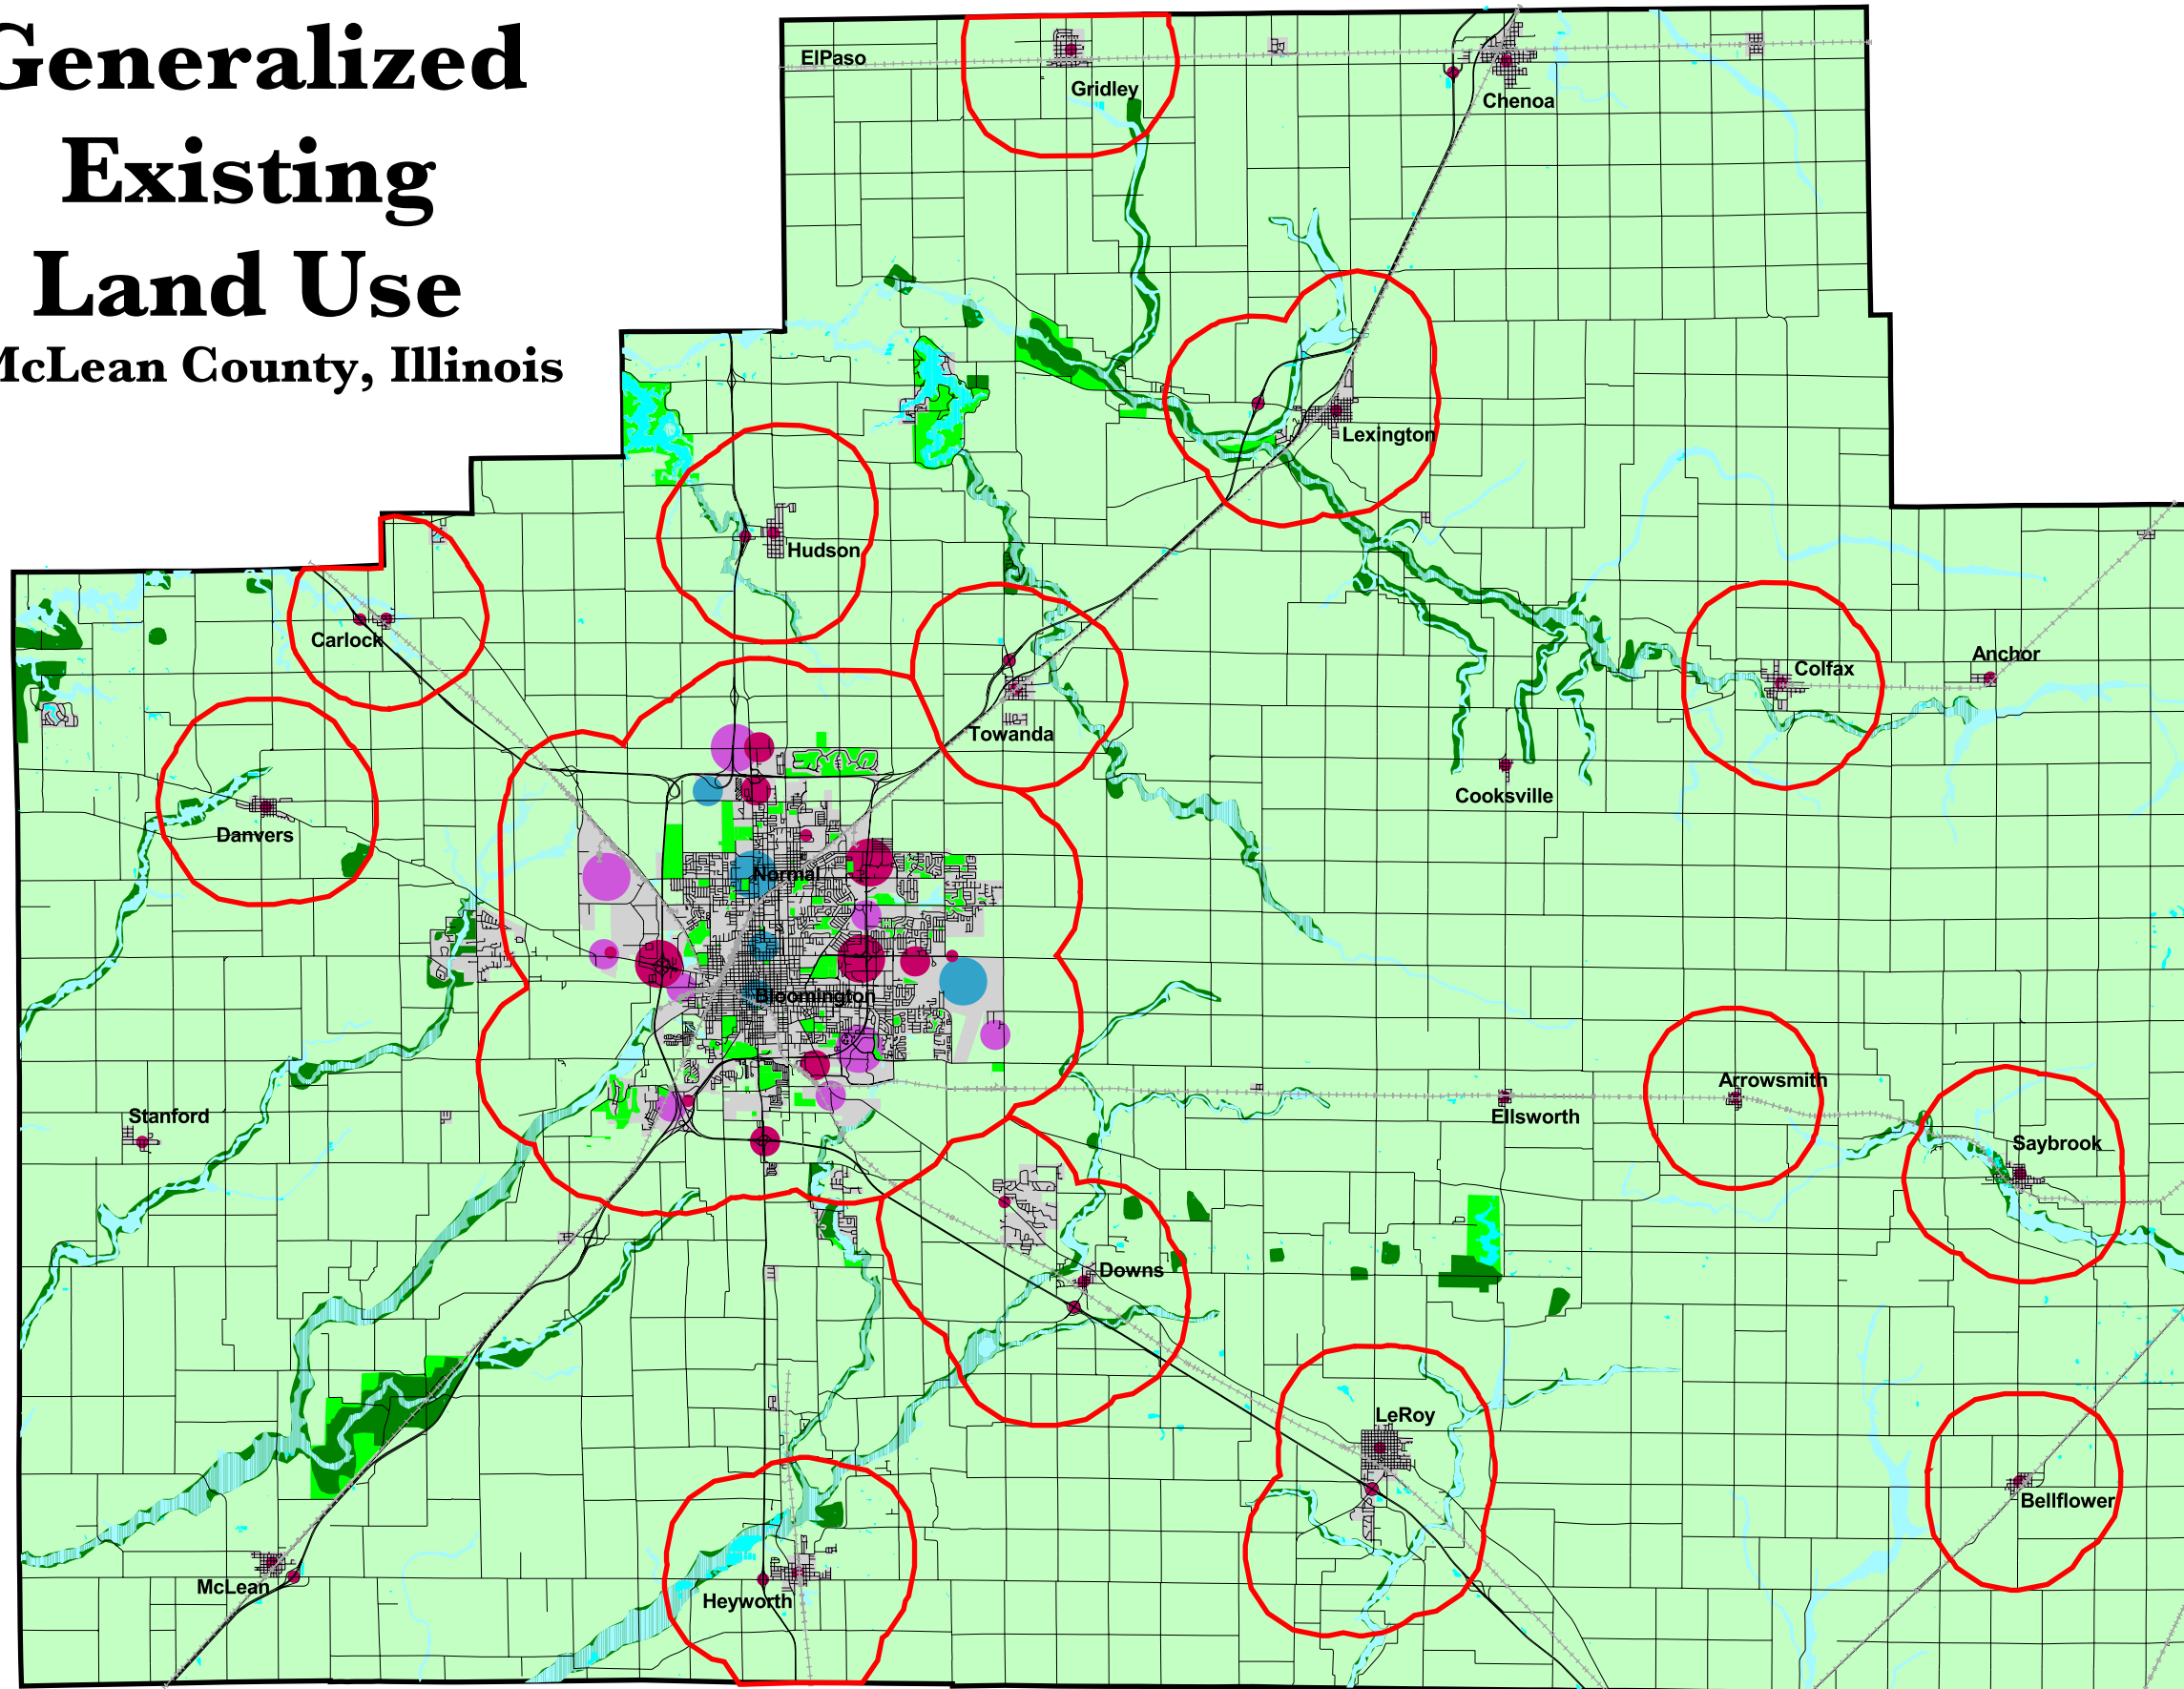 Generalized
Existing
Land Use
McLean County, Illinois
ElPaso
Gridley
Chenoa
Lexington
Hudson
Carlock
Towanda
Colfax
Anchor
Danvers
Cooksville
Normal
Bloomington
Stanford
Arrowsmith
Ellsworth
Saybrook
Downs
LeRoy
Bellflower
McLean
Heyworth